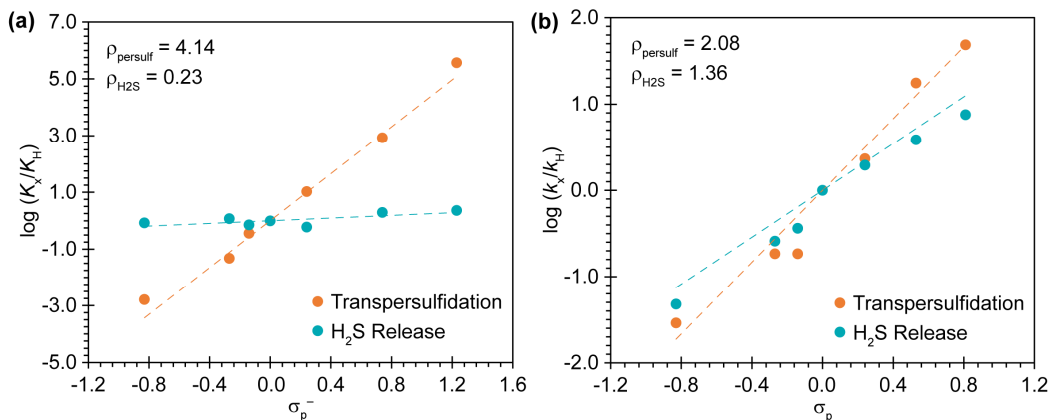 (a)
ρpersulf = 4.14
ρH2S = 0.23
log (Kx/KH)
7.0
5.0
3.0
1.0
-1.0
-3.0
-5.0
Transpersulfidation
H2S Release
-1.2 -0.8 -0.4 0.0 0.4 0.8 1.2 1.6
σp−
(b)
ρpersulf = 2.08
ρH2S = 1.36
log (kx/kH)
2.0
1.0
0.0
-1.0
-2.0
Transpersulfidation
H2S Release
-1.2 -0.8 -0.4 0.0 0.4 0.8 1.2
σp